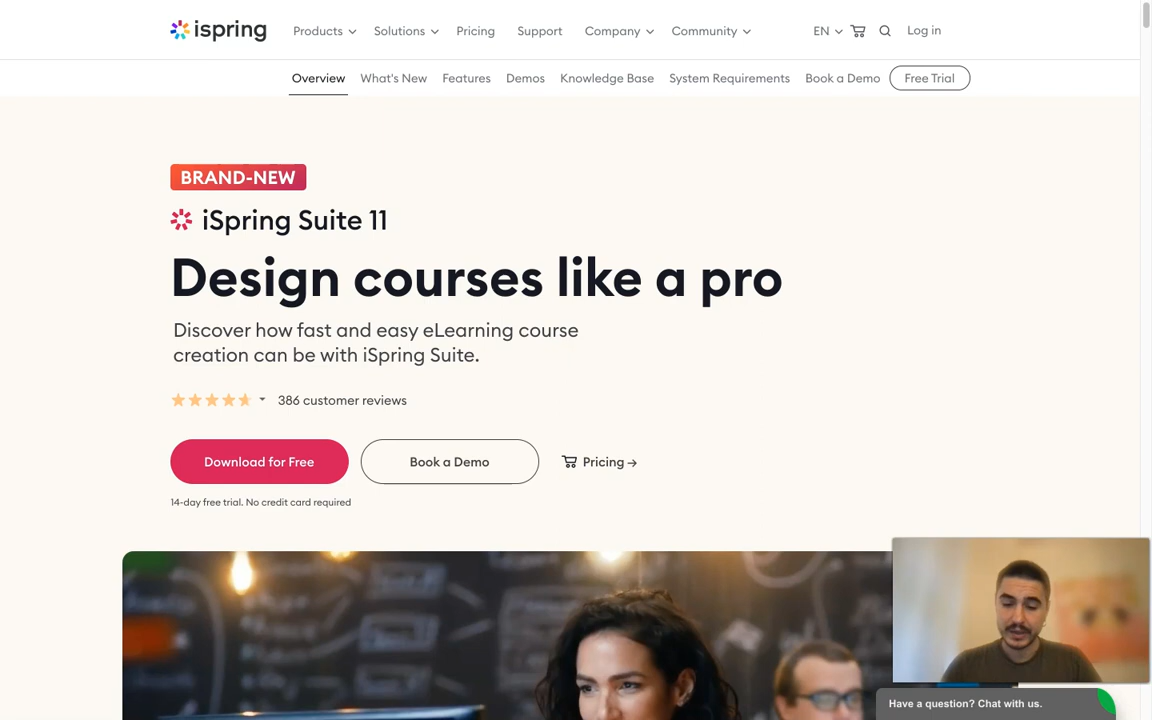 ispring
Products
Solutions
Pricing
Support
Company
Community
EN
Log in
Overview
What's New
Features
Demos
Knowledge Base
System Requirements
Book a Demo
Free Trial
BRAND-NEW
iSpring Suite 11
Design courses like a pro
Discover how fast and easy eLearning course
creation can be with iSpring Suite.
386 customer reviews
Download for Free
Book a Demo
Pricing →
14-day free trial. No credit card required
Have a question? Chat with us.